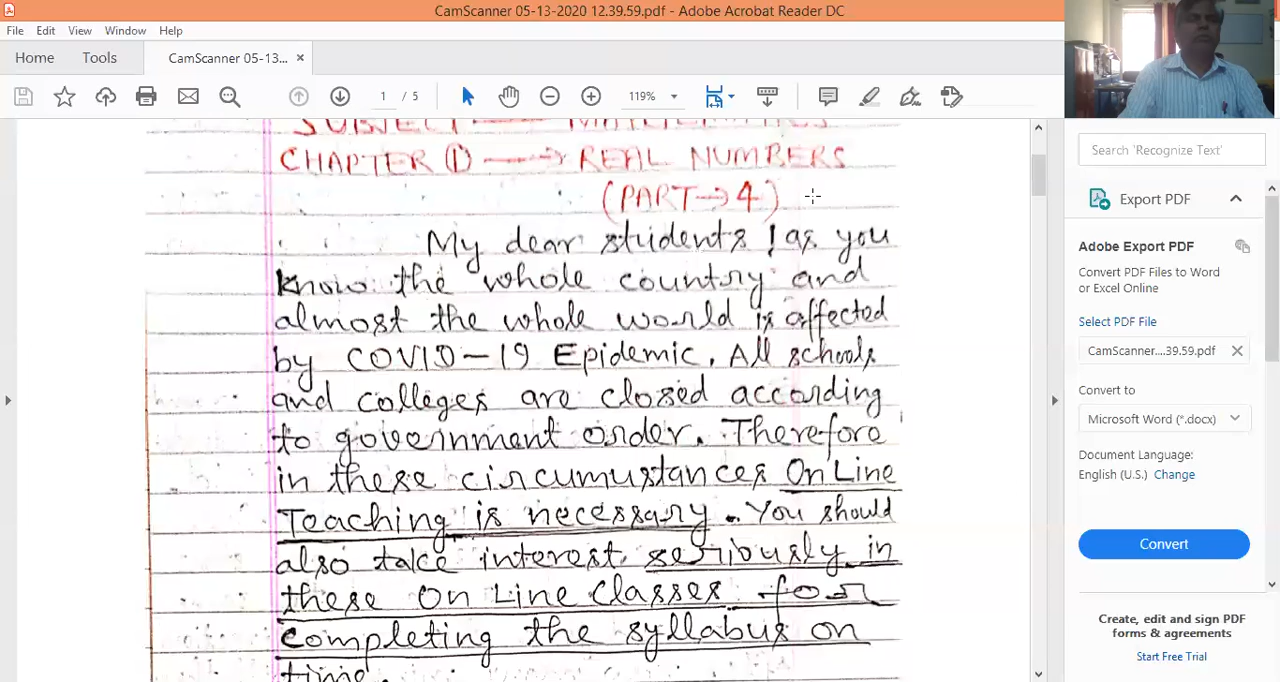 CamScanner 05-13-2020 12.39.59.pdf - Adobe Acrobat Reader DC
File Edit View Window Help
Home Tools CamScanner 05-13... ×
1 / 5 119%
SUBJECT → MATHEMATICS
CHAPTER ① → REAL NUMBERS
(PART → 4)
My dear students ! as you
know the whole country and
almost the whole world is affected
by COVID-19 Epidemic. All schools
and colleges are closed according
to government order. Therefore
in these circumustances On Line
Teaching is necessary. You should
also take interest seriously in
these On Line Classes for
completing the syllabus on
time.
Search 'Recognize Text'
Export PDF
Adobe Export PDF
Convert PDF Files to Word
or Excel Online
Select PDF File
CamScanner....39.59.pdf
Convert to
Microsoft Word (*.docx)
Document Language:
English (U.S.) Change
Convert
Create, edit and sign PDF
forms & agreements
Start Free Trial